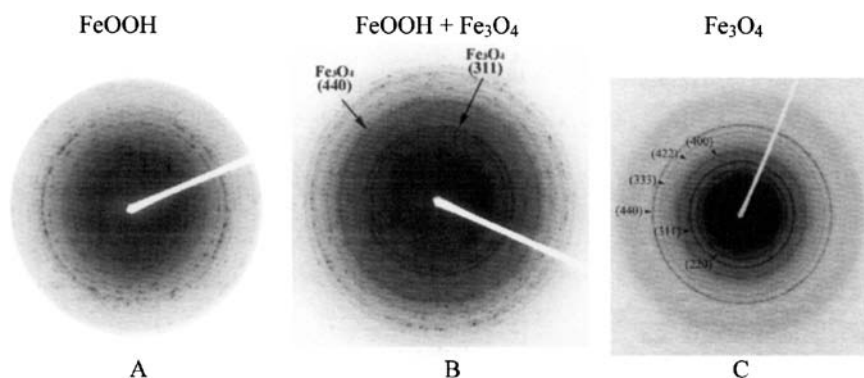 FeOOH
FeOOH + Fe₃O₄
Fe₃O₄
Fe₃O₄
(440)
Fe₃O₄
(311)
(400)
(422)
(333)
(440)
(311)
(220)
A
B
C